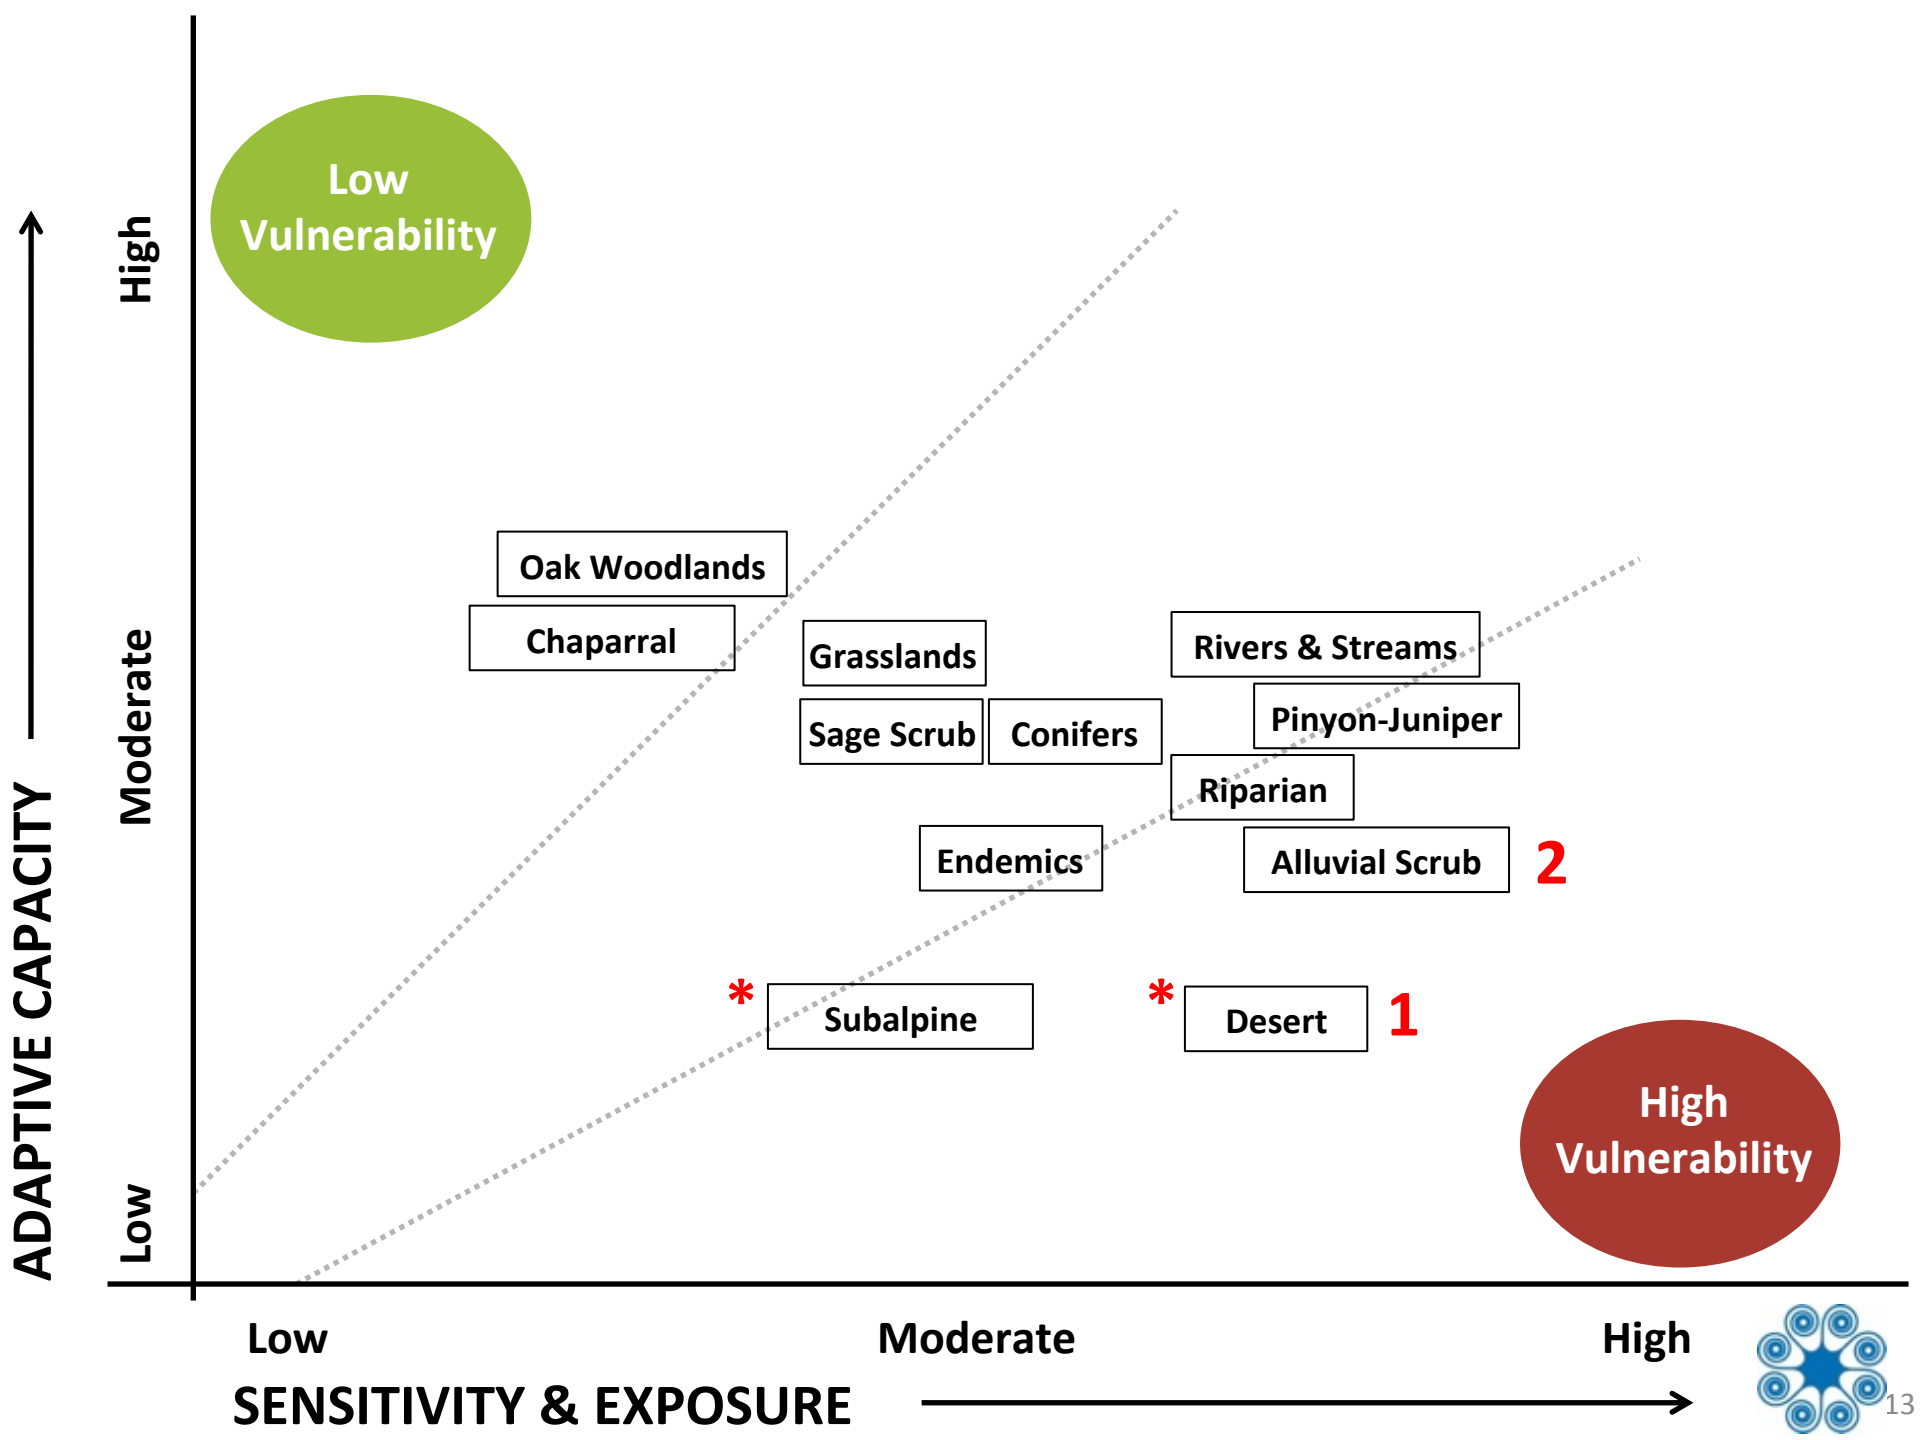 Low
Vulnerability
High
Moderate
Low
ADAPTIVE CAPACITY
Oak Woodlands
Chaparral
Grasslands
Rivers & Streams
Sage Scrub
Conifers
Pinyon-Juniper
Riparian
Endemics
Alluvial Scrub 2
* Subalpine
* Desert 1
High
Vulnerability
Low Moderate High
SENSITIVITY & EXPOSURE
13